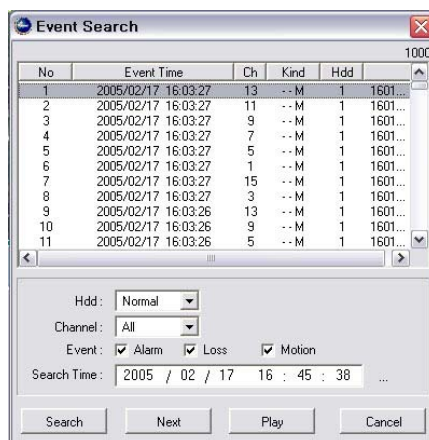 Event Search
1000
No Event Time Ch Kind Hdd
1 2005/02/17 16:03:27 13 - - M 1 1601...
2 2005/02/17 16:03:27 11 - - M 1 1601...
3 2005/02/17 16:03:27 9 - - M 1 1601...
4 2005/02/17 16:03:27 7 - - M 1 1601...
5 2005/02/17 16:03:27 5 - - M 1 1601...
6 2005/02/17 16:03:27 1 - - M 1 1601...
7 2005/02/17 16:03:27 15 - - M 1 1601...
8 2005/02/17 16:03:27 3 - - M 1 1601...
9 2005/02/17 16:03:26 13 - - M 1 1601...
10 2005/02/17 16:03:26 9 - - M 1 1601...
11 2005/02/17 16:03:26 5 - - M 1 1601...
Hdd : Normal
Channel : All
Event : Alarm Loss Motion
Search Time : 2005 / 02 / 17 16 : 45 : 38 ...
Search Next Play Cancel